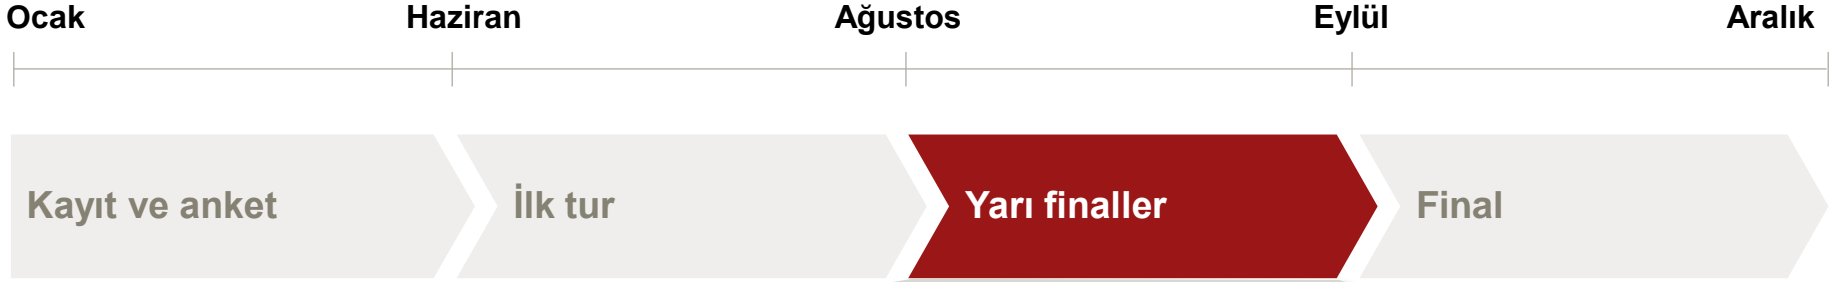 Ocak Haziran Ağustos Eylül Aralık
Kayıt ve anket İlk tur Yarı finaller Final